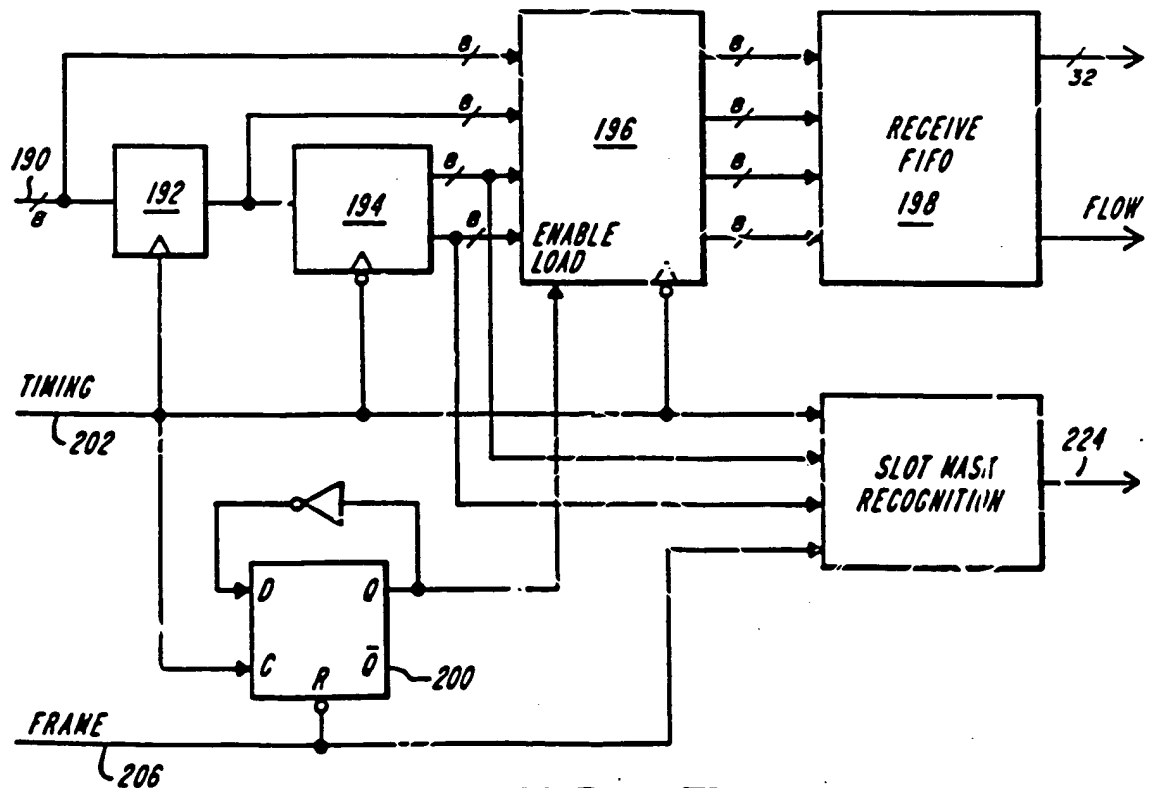 8
8
8
8
196
RECEIVE
FIFO
198
32
190
8
192
194
8
8
8
8
ENABLE
LOAD
FLOW
TIMING
202
SLOT MASK
RECOGNITION
224
D
Q
C
Q̅
R
200
FRAME
206